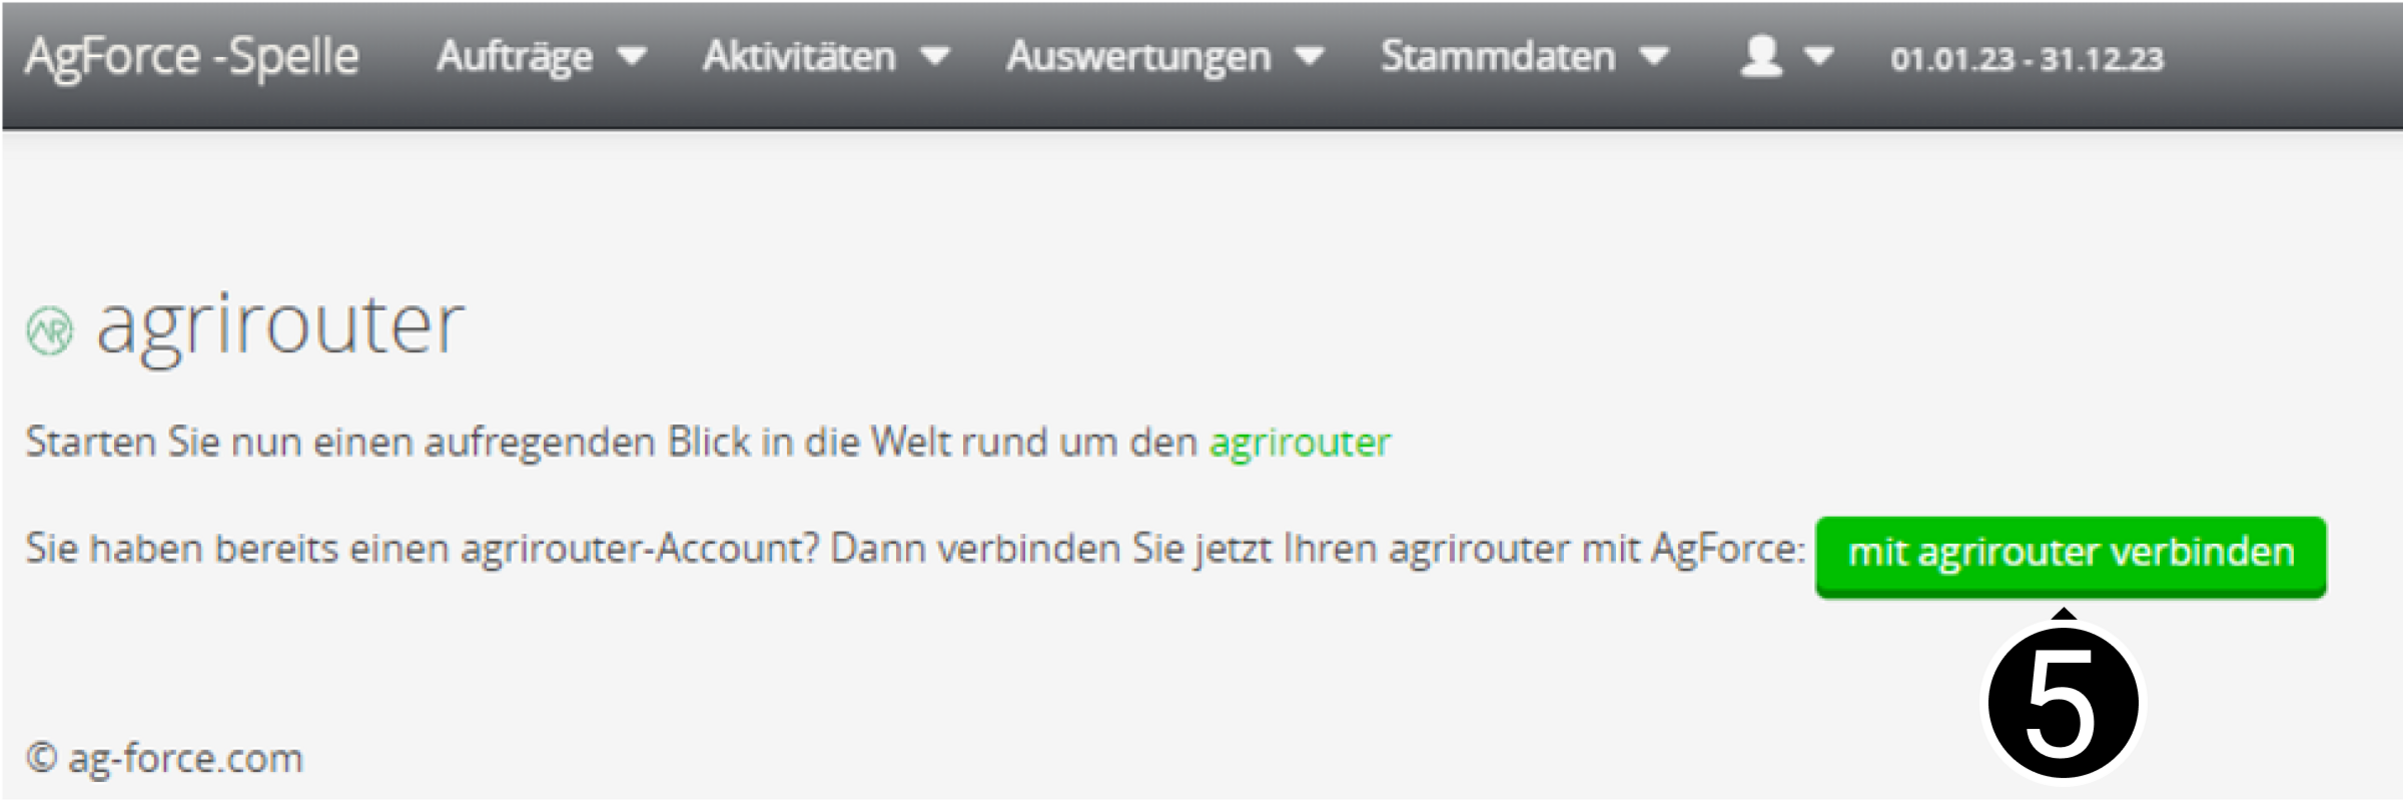 AgForce -Spelle Aufträge Aktivitäten Auswertungen Stammdaten 01.01.23 - 31.12.23
AR agrirouter
Starten Sie nun einen aufregenden Blick in die Welt rund um den agrirouter
Sie haben bereits einen agrirouter-Account? Dann verbinden Sie jetzt Ihren agrirouter mit AgForce: mit agrirouter verbinden
5
© ag-force.com